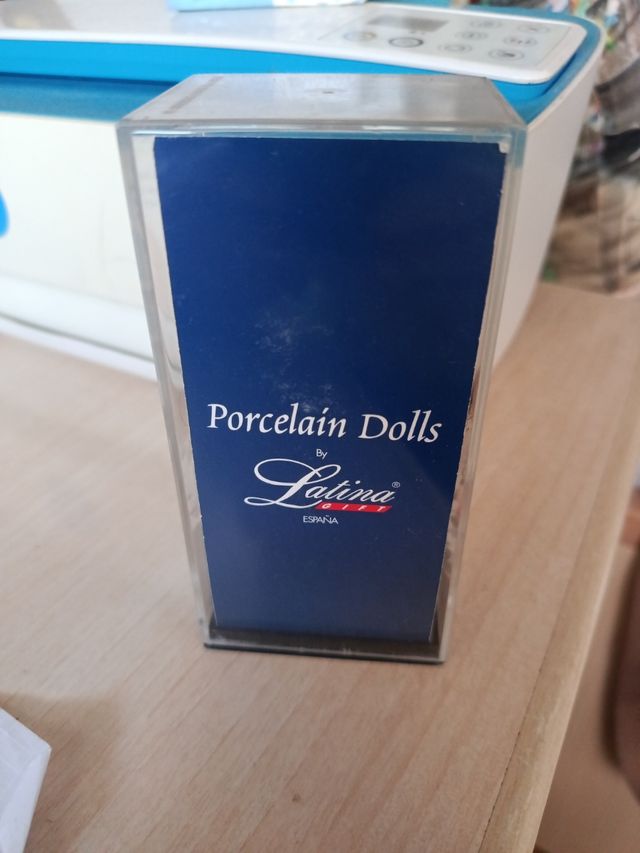 Porcelain Dolls
By
Latina®
GIFT
ESPAÑA